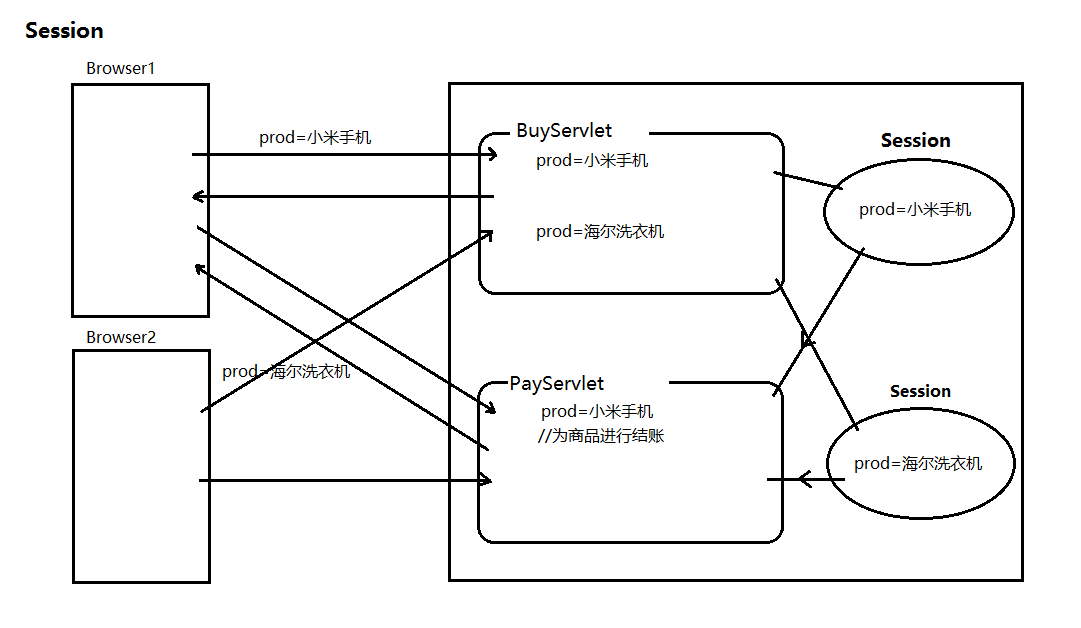 Session
Browser1
prod=小米手机
BuyServlet
prod=小米手机
prod=海尔洗衣机
Session
prod=小米手机
Browser2
prod=海尔洗衣机
PayServlet
prod=小米手机
//为商品进行结账
Session
prod=海尔洗衣机